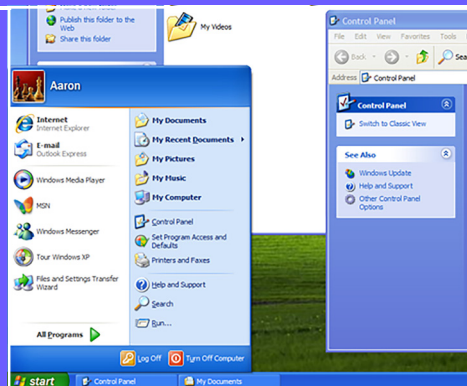 Publish this folder to the
Web
Share this folder
My Videos
Control Panel
File Edit View Favorites Tools
Back
Sea
Address Control Panel
Control Panel
Switch to Classic View
See Also
Windows Update
Help and Support
Other Control Panel
Options
Aaron
Internet
Internet Explorer
E-mail
Outlook Express
Windows Media Player
MSN
Windows Messenger
Tour Windows XP
Files and Settings Transfer
Wizard
All Programs
My Documents
My Recent Documents
My Pictures
My Music
My Computer
Control Panel
Set Program Access and
Defaults
Printers and Faxes
Help and Support
Search
Run...
Log Off Turn Off Computer
start Control Panel My Documents